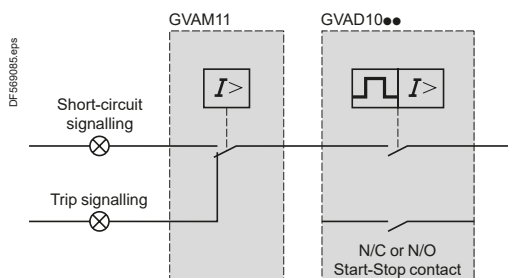 GVAM11
GVAD10●●
DF569085.eps
I>
I>
Short-circuit
signalling
Trip signalling
N/C or N/O
Start-Stop contact